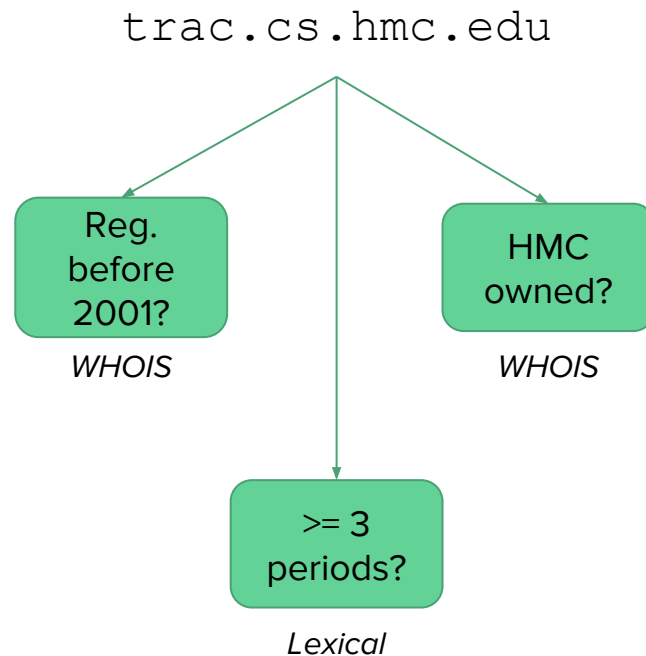 trac.cs.hmc.edu
Reg.
before
2001?
WHOIS
HMC
owned?
WHOIS
>= 3
periods?
Lexical